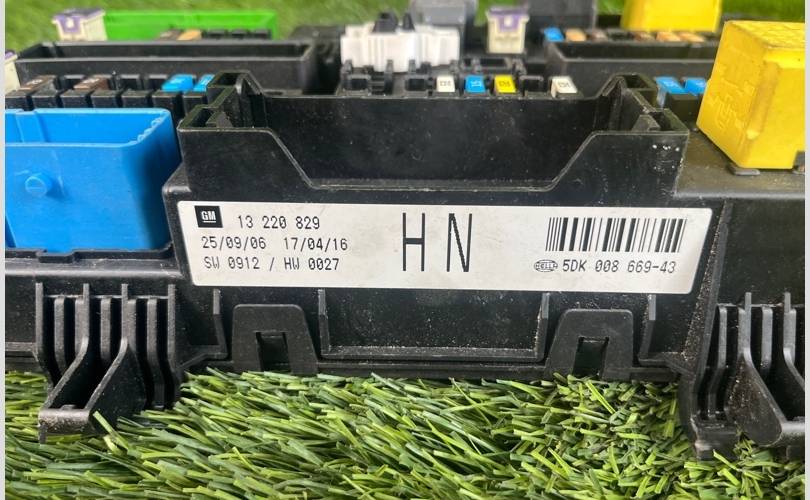 GM 13 220 829
25/09/06 17/04/16
SW 0912 / HW 0027
HN
HELLA 5DK 008 669-43